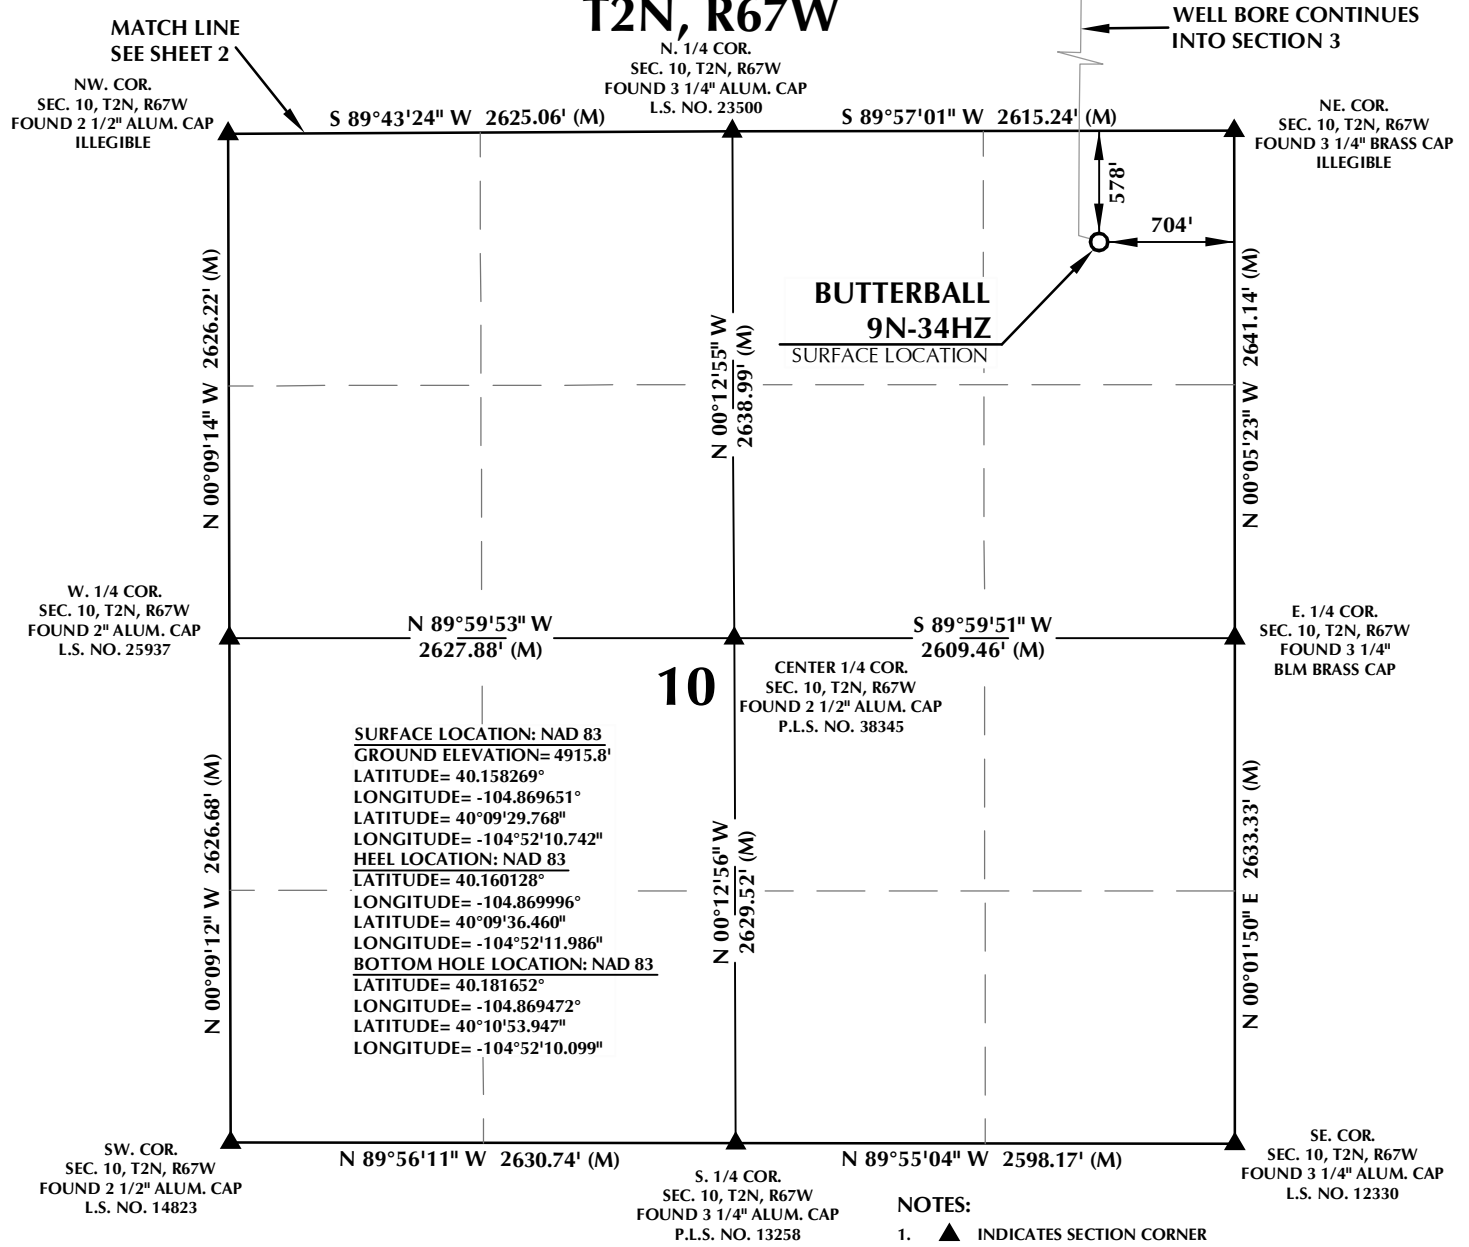 T2N, R67W
MATCH LINE
SEE SHEET 2
WELL BORE CONTINUES
INTO SECTION 3
NW. COR.
SEC. 10, T2N, R67W
FOUND 2 1/2" ALUM. CAP
ILLEGIBLE
N. 1/4 COR.
SEC. 10, T2N, R67W
FOUND 3 1/4" ALUM. CAP
L.S. NO. 23500
NE. COR.
SEC. 10, T2N, R67W
FOUND 3 1/4" BRASS CAP
ILLEGIBLE
S 89°43'24" W 2625.06' (M)
S 89°57'01" W 2615.24' (M)
578'
704'
BUTTERBALL
9N-34HZ
SURFACE LOCATION
N 00°09'14" W 2626.22' (M)
N 00°12'55" W
2638.99' (M)
N 00°05'23" W 2641.14' (M)
W. 1/4 COR.
SEC. 10, T2N, R67W
FOUND 2" ALUM. CAP
L.S. NO. 25937
N 89°59'53" W
2627.88' (M)
S 89°59'51" W
2609.46' (M)
E. 1/4 COR.
SEC. 10, T2N, R67W
FOUND 3 1/4"
BLM BRASS CAP
10
CENTER 1/4 COR.
SEC. 10, T2N, R67W
FOUND 2 1/2" ALUM. CAP
P.L.S. NO. 38345
SURFACE LOCATION: NAD 83
GROUND ELEVATION= 4915.8'
LATITUDE= 40.158269°
LONGITUDE= -104.869651°
LATITUDE= 40°09'29.768"
LONGITUDE= -104°52'10.742"
HEEL LOCATION: NAD 83
LATITUDE= 40.160128°
LONGITUDE= -104.869996°
LATITUDE= 40°09'36.460"
LONGITUDE= -104°52'11.986"
BOTTOM HOLE LOCATION: NAD 83
LATITUDE= 40.181652°
LONGITUDE= -104.869472°
LATITUDE= 40°10'53.947"
LONGITUDE= -104°52'10.099"
N 00°09'12" W 2626.68' (M)
N 00°12'56" W
2629.52' (M)
N 00°01'50" E 2633.33' (M)
SW. COR.
SEC. 10, T2N, R67W
FOUND 2 1/2" ALUM. CAP
L.S. NO. 14823
N 89°56'11" W 2630.74' (M)
N 89°55'04" W 2598.17' (M)
S. 1/4 COR.
SEC. 10, T2N, R67W
FOUND 3 1/4" ALUM. CAP
P.L.S. NO. 13258
SE. COR.
SEC. 10, T2N, R67W
FOUND 3 1/4" ALUM. CAP
L.S. NO. 12330
NOTES:
1. ▲ INDICATES SECTION CORNER